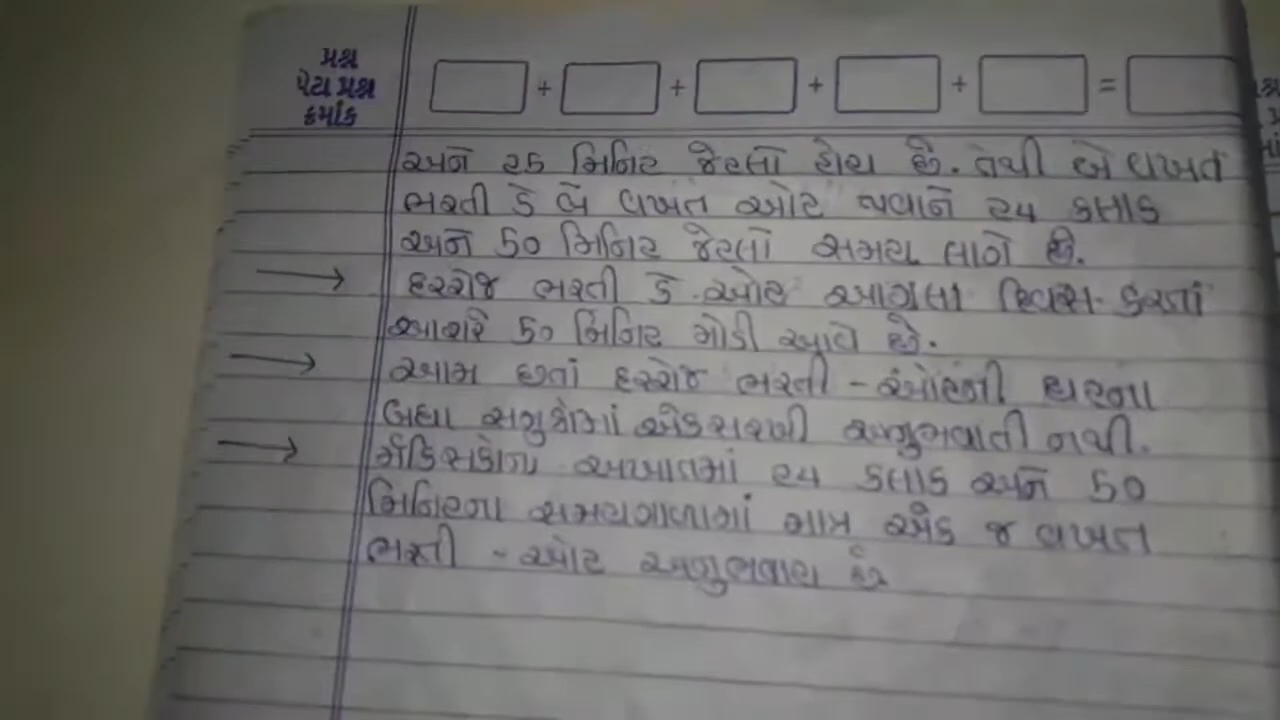 પ્રશ્ન
પેટા પ્રશ્ન
ક્રમાંક
+ + + + =
અને ૨૫ મિનિટ જેટલો હોય છે. તેથી બે વખત
ભરતી કે બે વખત ઓટ થવાને ૨૪ કલાક
અને ૫૦ મિનિટ જેટલો સમય લાગે છે.
→ દરરોજ ભરતી કે ઓટ આગલા દિવસ કરતાં
આશરે ૫૦ મિનિટ મોડી આવે છે.
→ આમ છતાં દરરોજ ભરતી - ઓટની ઘટના
બધા સમુદ્રોમાં એકસરખી અનુભવાતી નથી.
→ મેક્સિકોના અખાતમાં ૨૪ કલાક અને ૫૦
મિનિટના સમયગાળામાં માત્ર એક જ વખત
ભરતી - ઓટ અનુભવાય છે